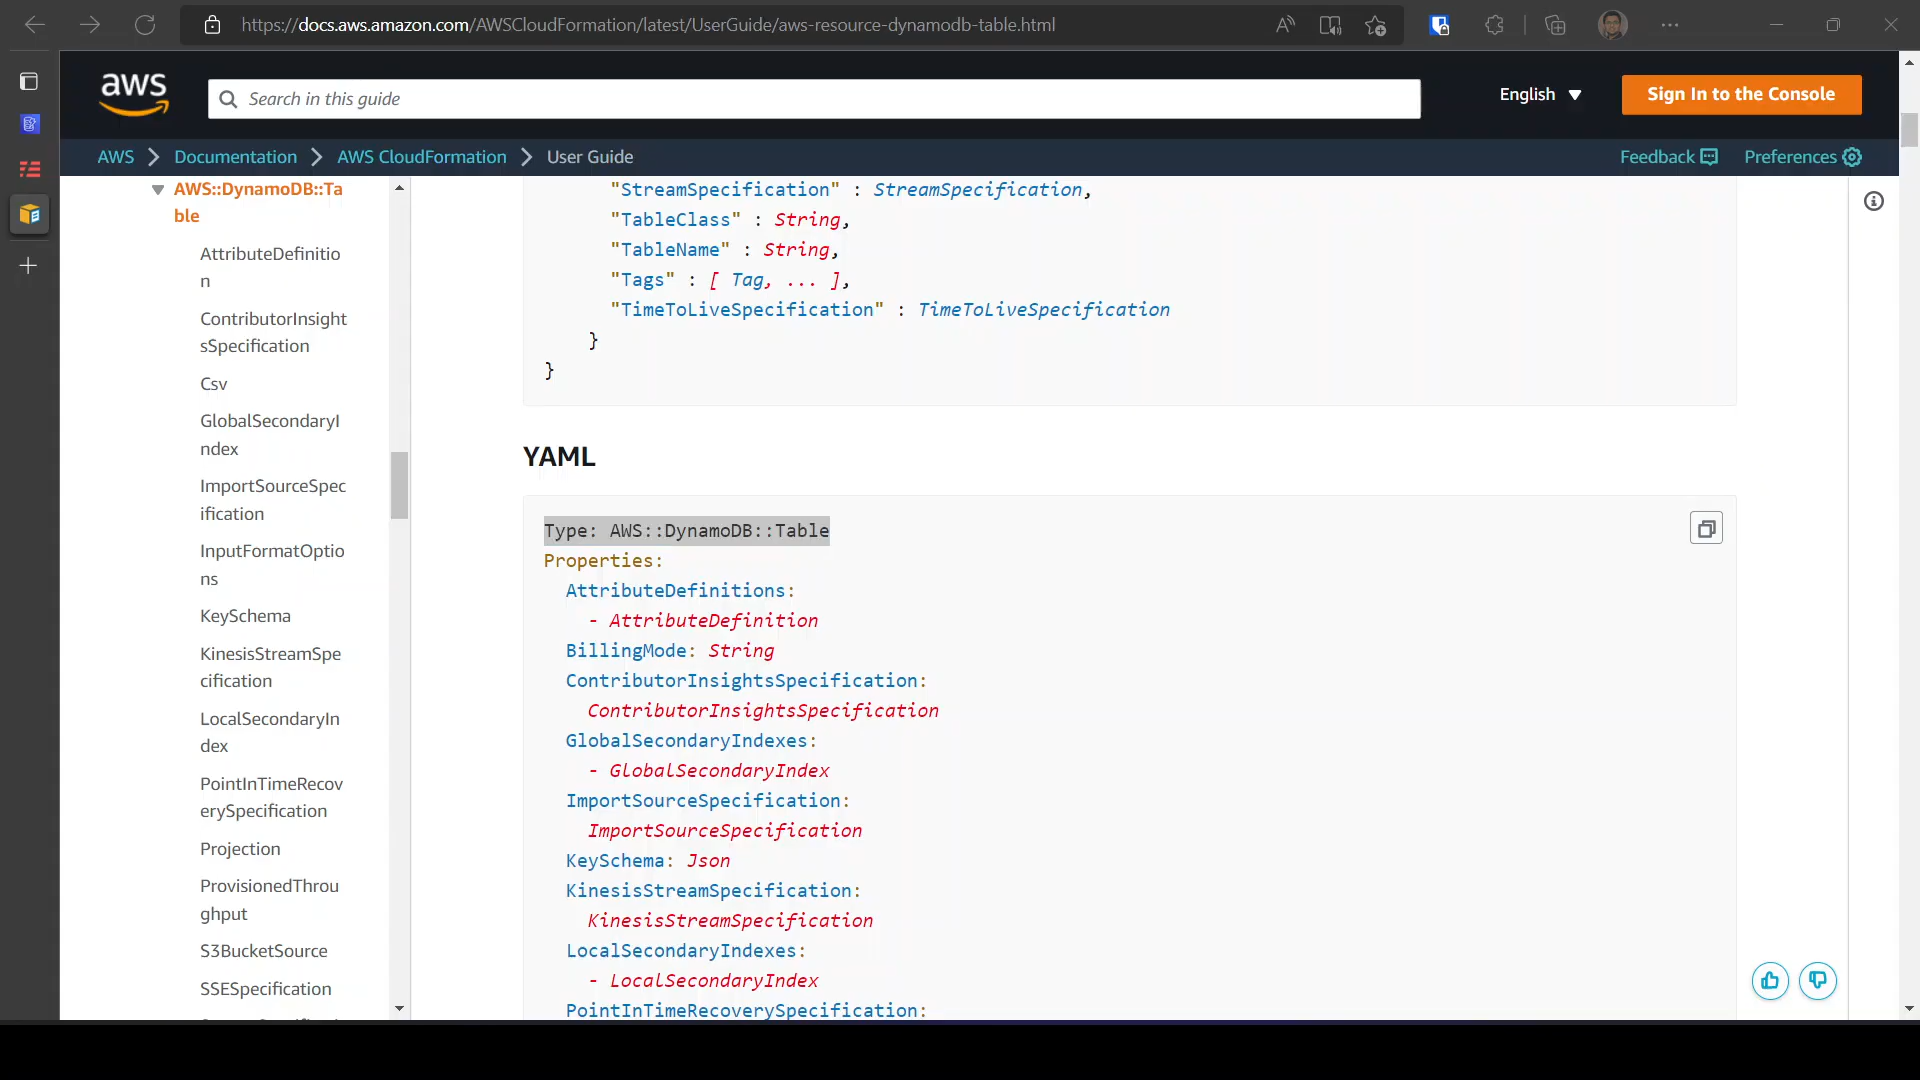 https://docs.aws.amazon.com/AWSCloudFormation/latest/UserGuide/aws-resource-dynamodb-table.html
aws
Search in this guide
English
Sign In to the Console
AWS
Documentation
AWS CloudFormation
User Guide
Feedback
Preferences
AWS::DynamoDB::Ta
ble
AttributeDefinitio
n
ContributorInsight
sSpecification
Csv
GlobalSecondaryI
ndex
ImportSourceSpec
ification
InputFormatOptio
ns
KeySchema
KinesisStreamSpe
cification
LocalSecondaryIn
dex
PointInTimeRecov
erySpecification
Projection
ProvisionedThrou
ghput
S3BucketSource
SSESpecification
"StreamSpecification" : StreamSpecification,
"TableClass" : String,
"TableName" : String,
"Tags" : [ Tag, ... ],
"TimeToLiveSpecification" : TimeToLiveSpecification
}
}
YAML
Type: AWS::DynamoDB::Table
Properties:
AttributeDefinitions:
- AttributeDefinition
BillingMode: String
ContributorInsightsSpecification:
ContributorInsightsSpecification
GlobalSecondaryIndexes:
- GlobalSecondaryIndex
ImportSourceSpecification:
ImportSourceSpecification
KeySchema: Json
KinesisStreamSpecification:
KinesisStreamSpecification
LocalSecondaryIndexes:
- LocalSecondaryIndex
PointInTimeRecoverySpecification: